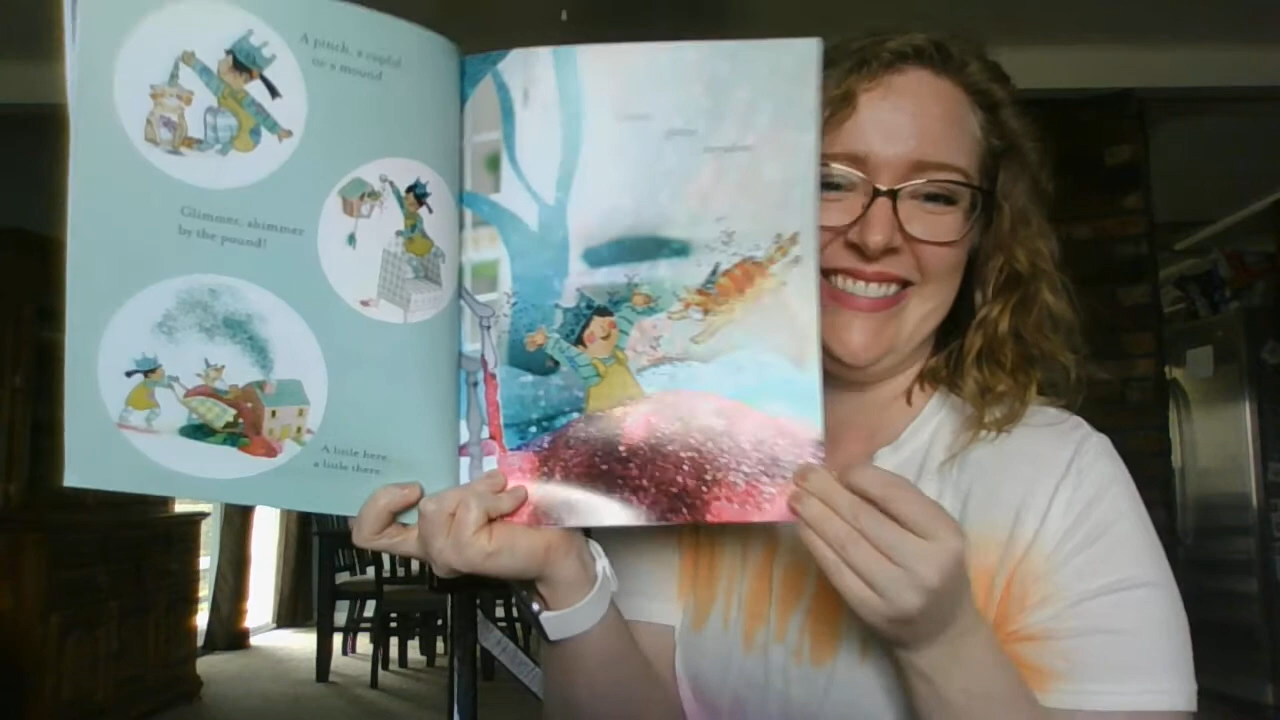 A pinch, a cupful
or a mound
Glimmer, shimmer
by the pound!
A little here,
a little there